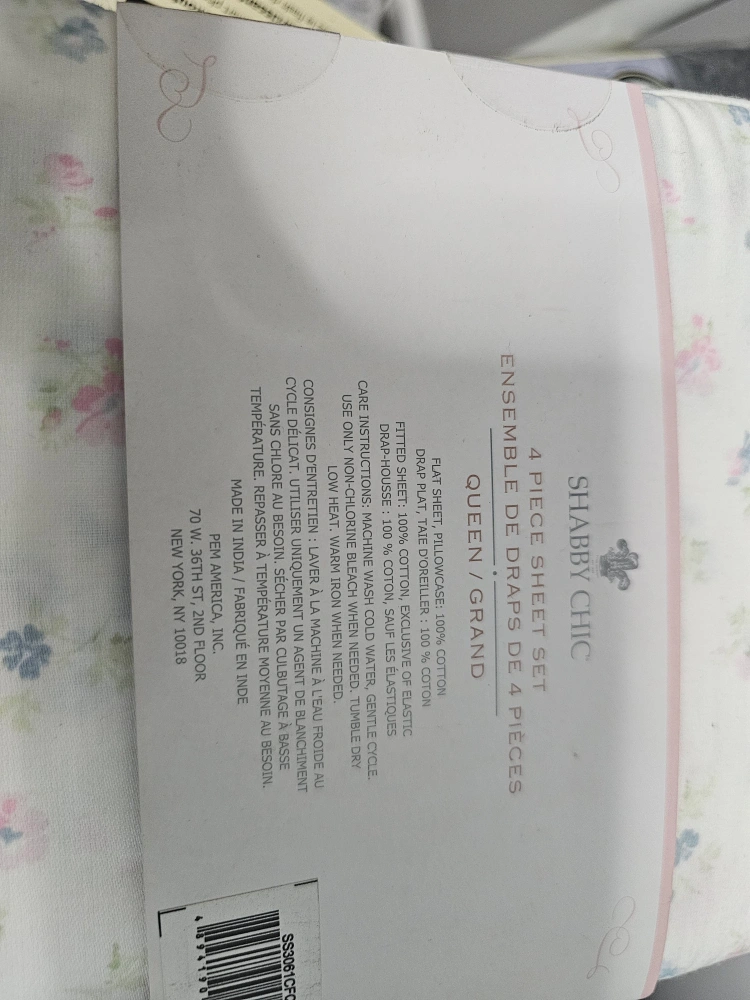 SHABBY CHIC
4 PIECE SHEET SET
ENSEMBLE DE DRAPS DE 4 PIÈCES
QUEEN / GRAND
FLAT SHEET, PILLOWCASE: 100% COTTON
DRAP PLAT, TAIE D'OREILLER : 100 % COTON
FITTED SHEET: 100% COTTON, EXCLUSIVE OF ELASTIC
DRAP-HOUSSE : 100 % COTON, SAUF LES ÉLASTIQUES
CARE INSTRUCTIONS: MACHINE WASH COLD WATER, GENTLE CYCLE.
USE ONLY NON-CHLORINE BLEACH WHEN NEEDED. TUMBLE DRY
LOW HEAT. WARM IRON WHEN NEEDED.
CONSIGNES D'ENTRETIEN : LAVER À LA MACHINE À L'EAU FROIDE AU
CYCLE DÉLICAT. UTILISER UNIQUEMENT UN AGENT DE BLANCHIMENT
SANS CHLORE AU BESOIN. SÉCHER PAR CULBUTAGE À BASSE
TEMPÉRATURE. REPASSER À TEMPÉRATURE MOYENNE AU BESOIN.
MADE IN INDIA / FABRIQUÉ EN INDE
PEM AMERICA, INC.
70 W. 36TH ST, 2ND FLOOR
NEW YORK, NY 10018
SS3061CFC
4 894190